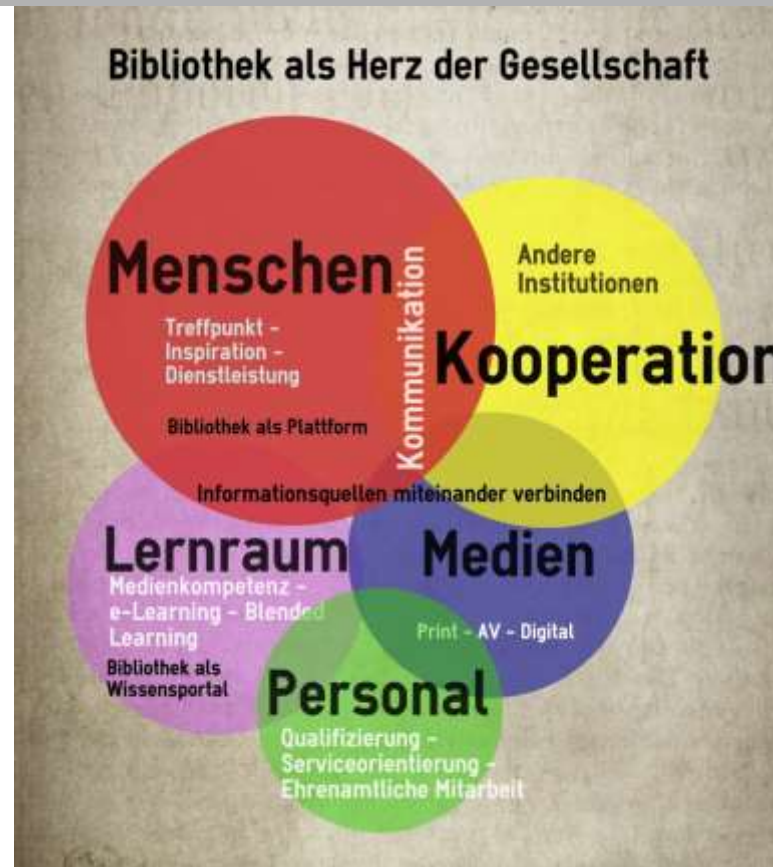 Bibliothek als Herz der Gesellschaft
Menschen
Treffpunkt -
Inspiration -
Dienstleistung
Bibliothek als Plattform
Kommunikation
Andere
Institutionen
Kooperation
Informationsquellen miteinander verbinden
Lernraum
Medienkompetenz -
e-Learning - Blended
Learning
Bibliothek als
Wissensportal
Medien
Print - AV - Digital
Personal
Qualifizierung -
Serviceorientierung -
Ehrenamtliche Mitarbeit